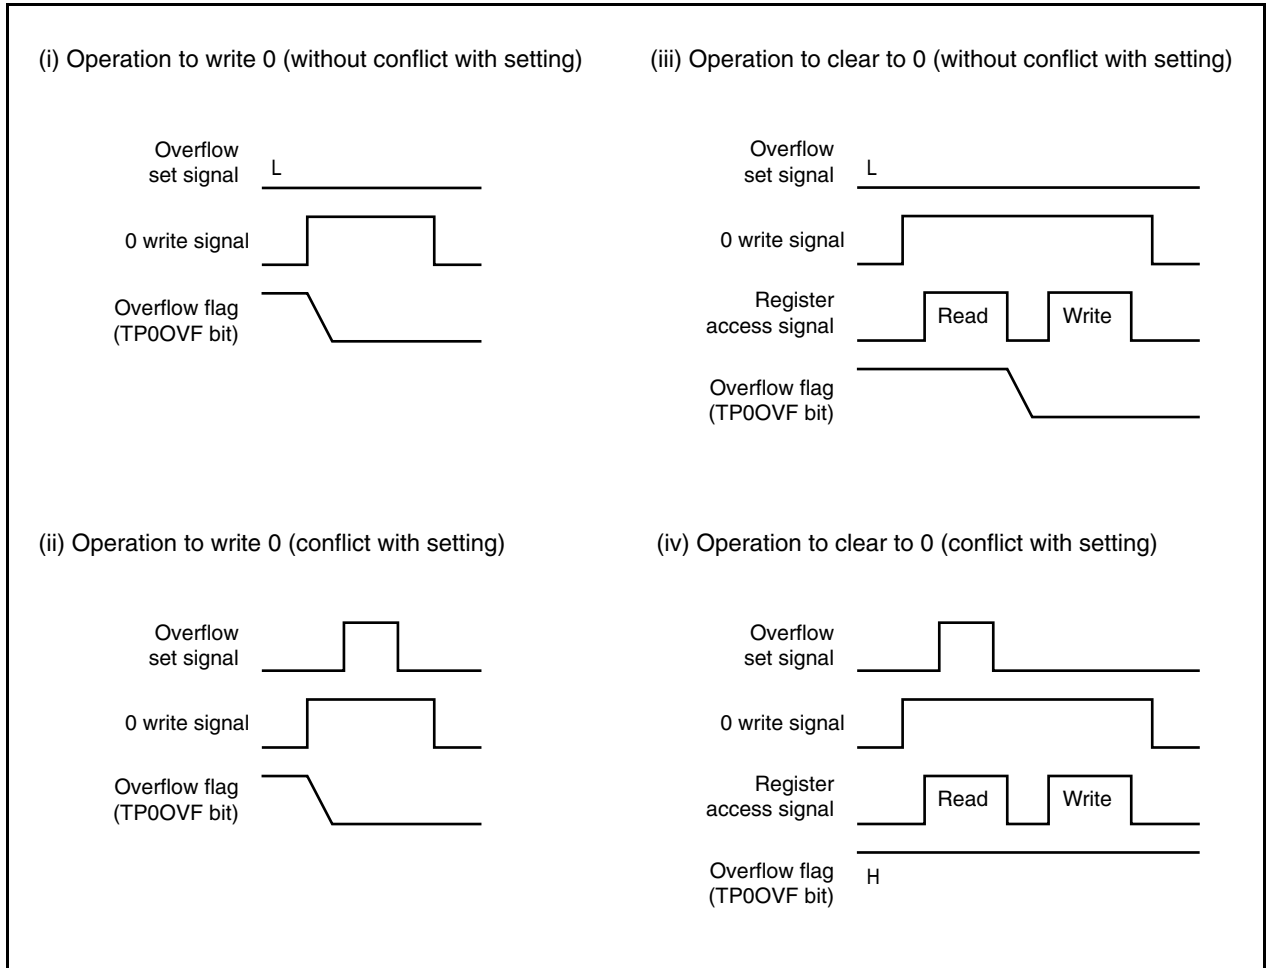 (i) Operation to write 0 (without conflict with setting)
Overflow
set signal
L
0 write signal
Overflow flag
(TP0OVF bit)
(iii) Operation to clear to 0 (without conflict with setting)
Overflow
set signal
L
0 write signal
Register
access signal
Read
Write
Overflow flag
(TP0OVF bit)
(ii) Operation to write 0 (conflict with setting)
Overflow
set signal
0 write signal
Overflow flag
(TP0OVF bit)
(iv) Operation to clear to 0 (conflict with setting)
Overflow
set signal
0 write signal
Register
access signal
Read
Write
Overflow flag
(TP0OVF bit)
H